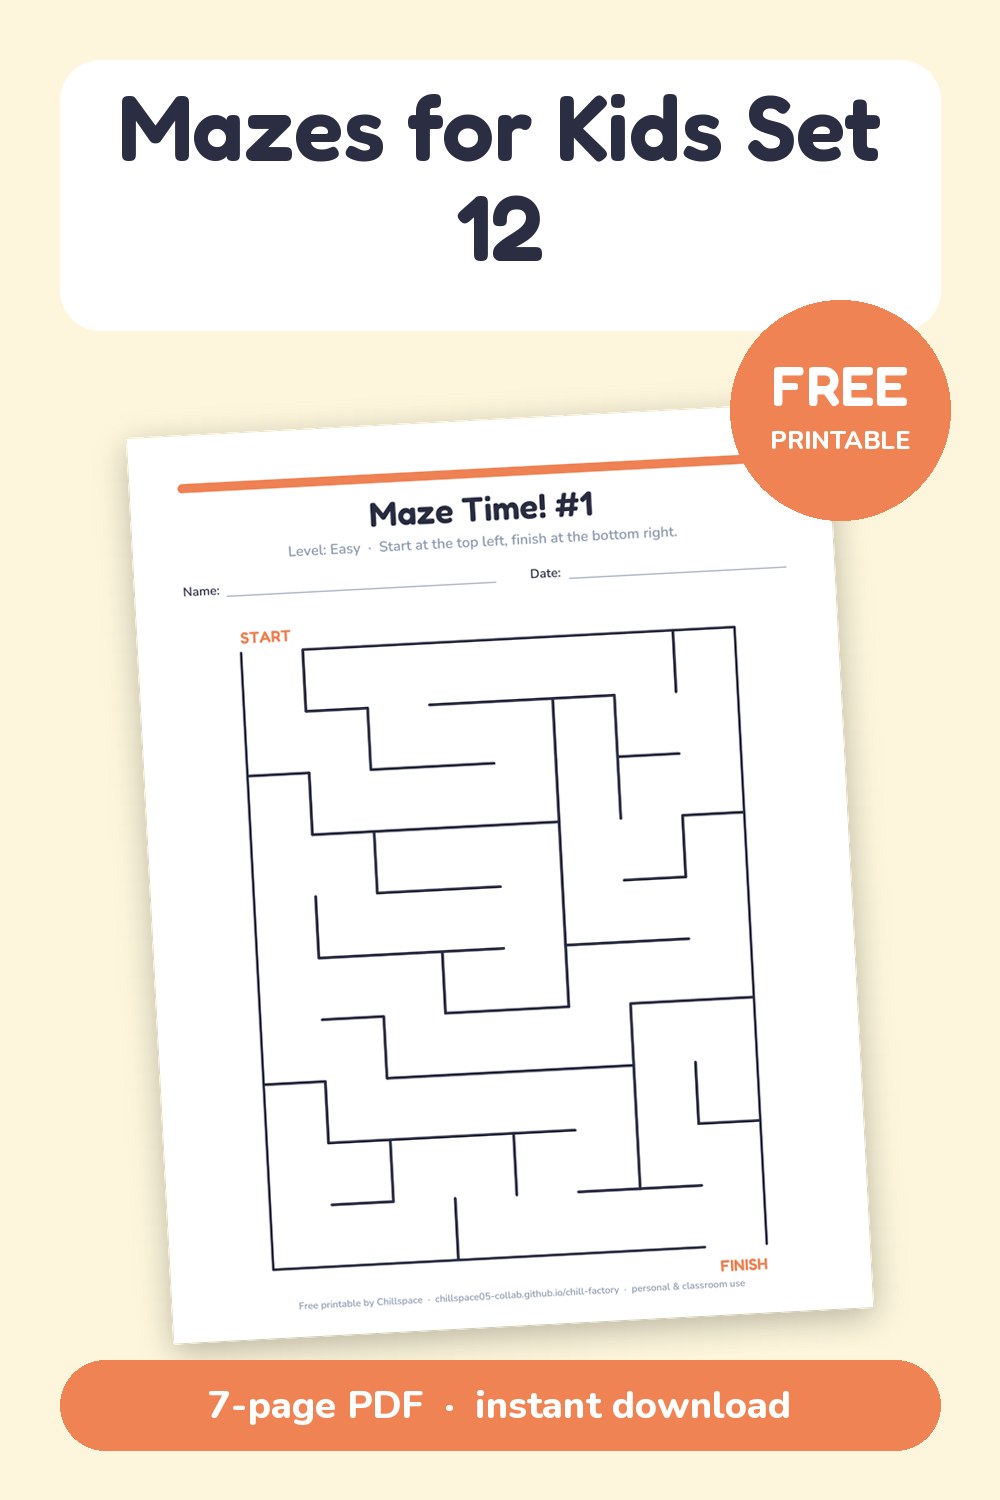 Mazes for Kids Set
12
FREE
PRINTABLE
Maze Time! #1
Level: Easy · Start at the top left, finish at the bottom right.
Name: Date:
START
FINISH
Free printable by Chillspace · chillspace05-collab.github.io/chill-factory · personal & classroom use
7-page PDF · instant download